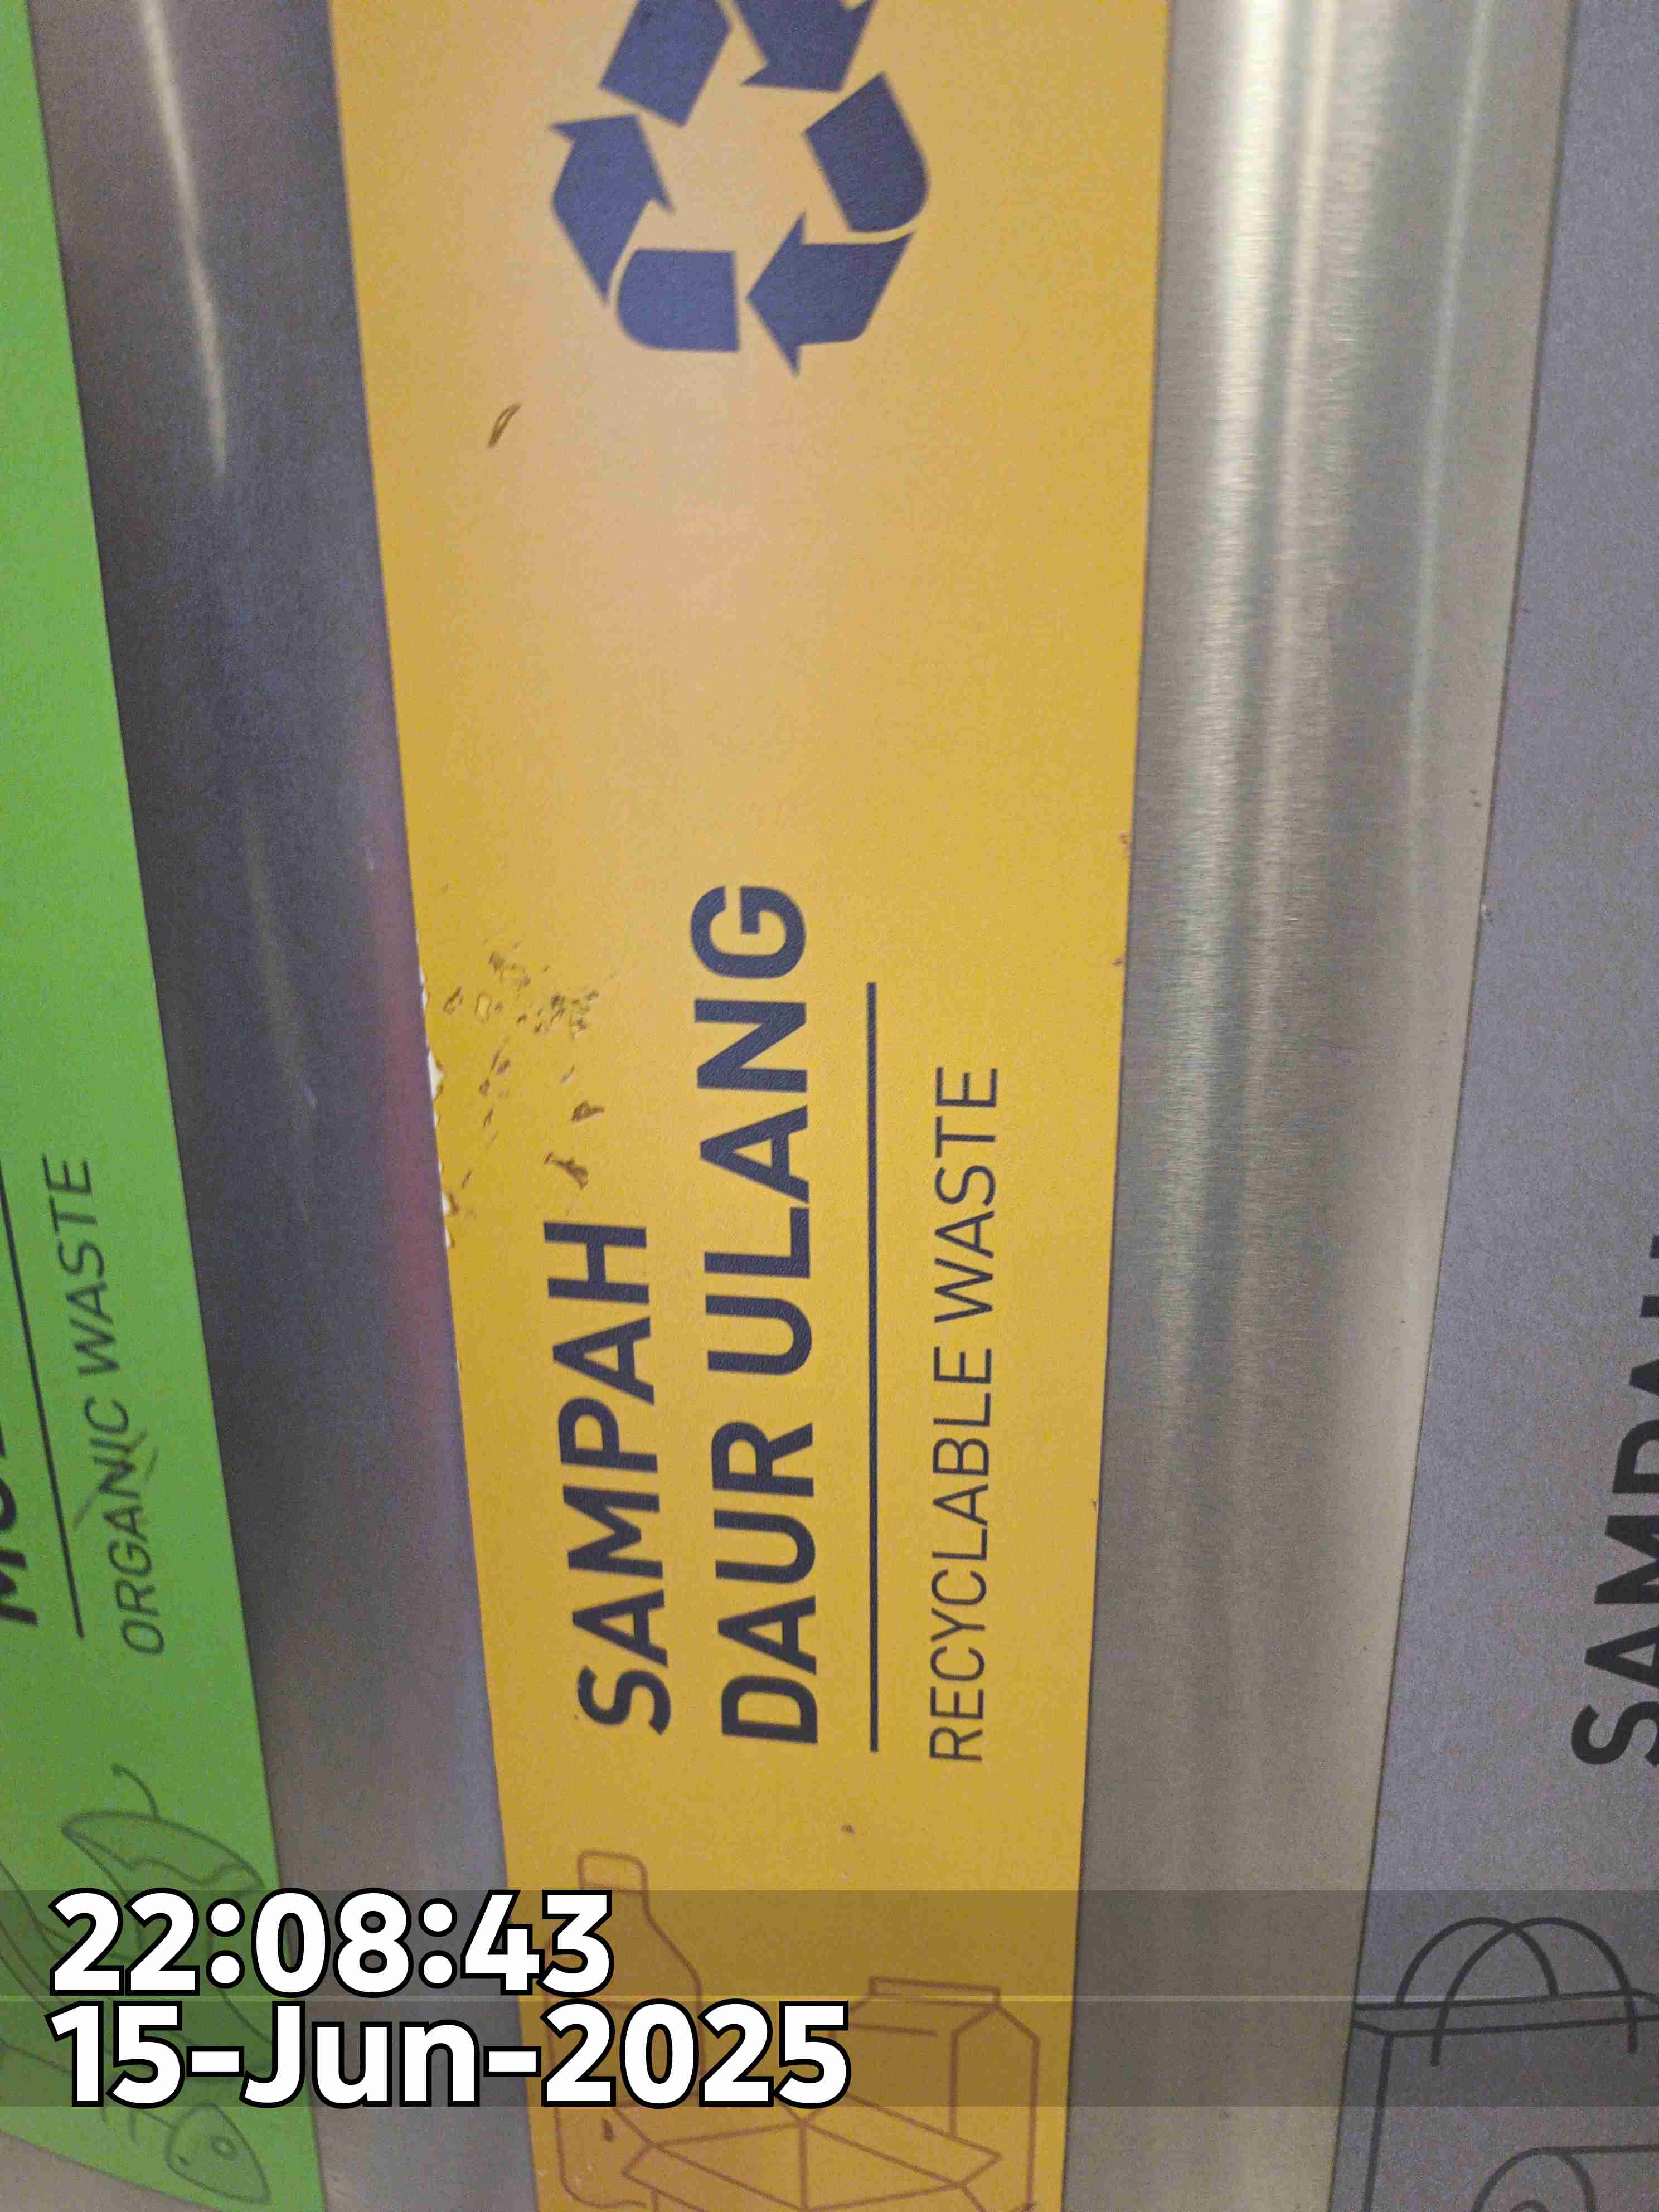 ORGANIC WASTE
SAMPAH
DAUR ULANG
RECYCLABLE WASTE
22:08:43
15-Jun-2025